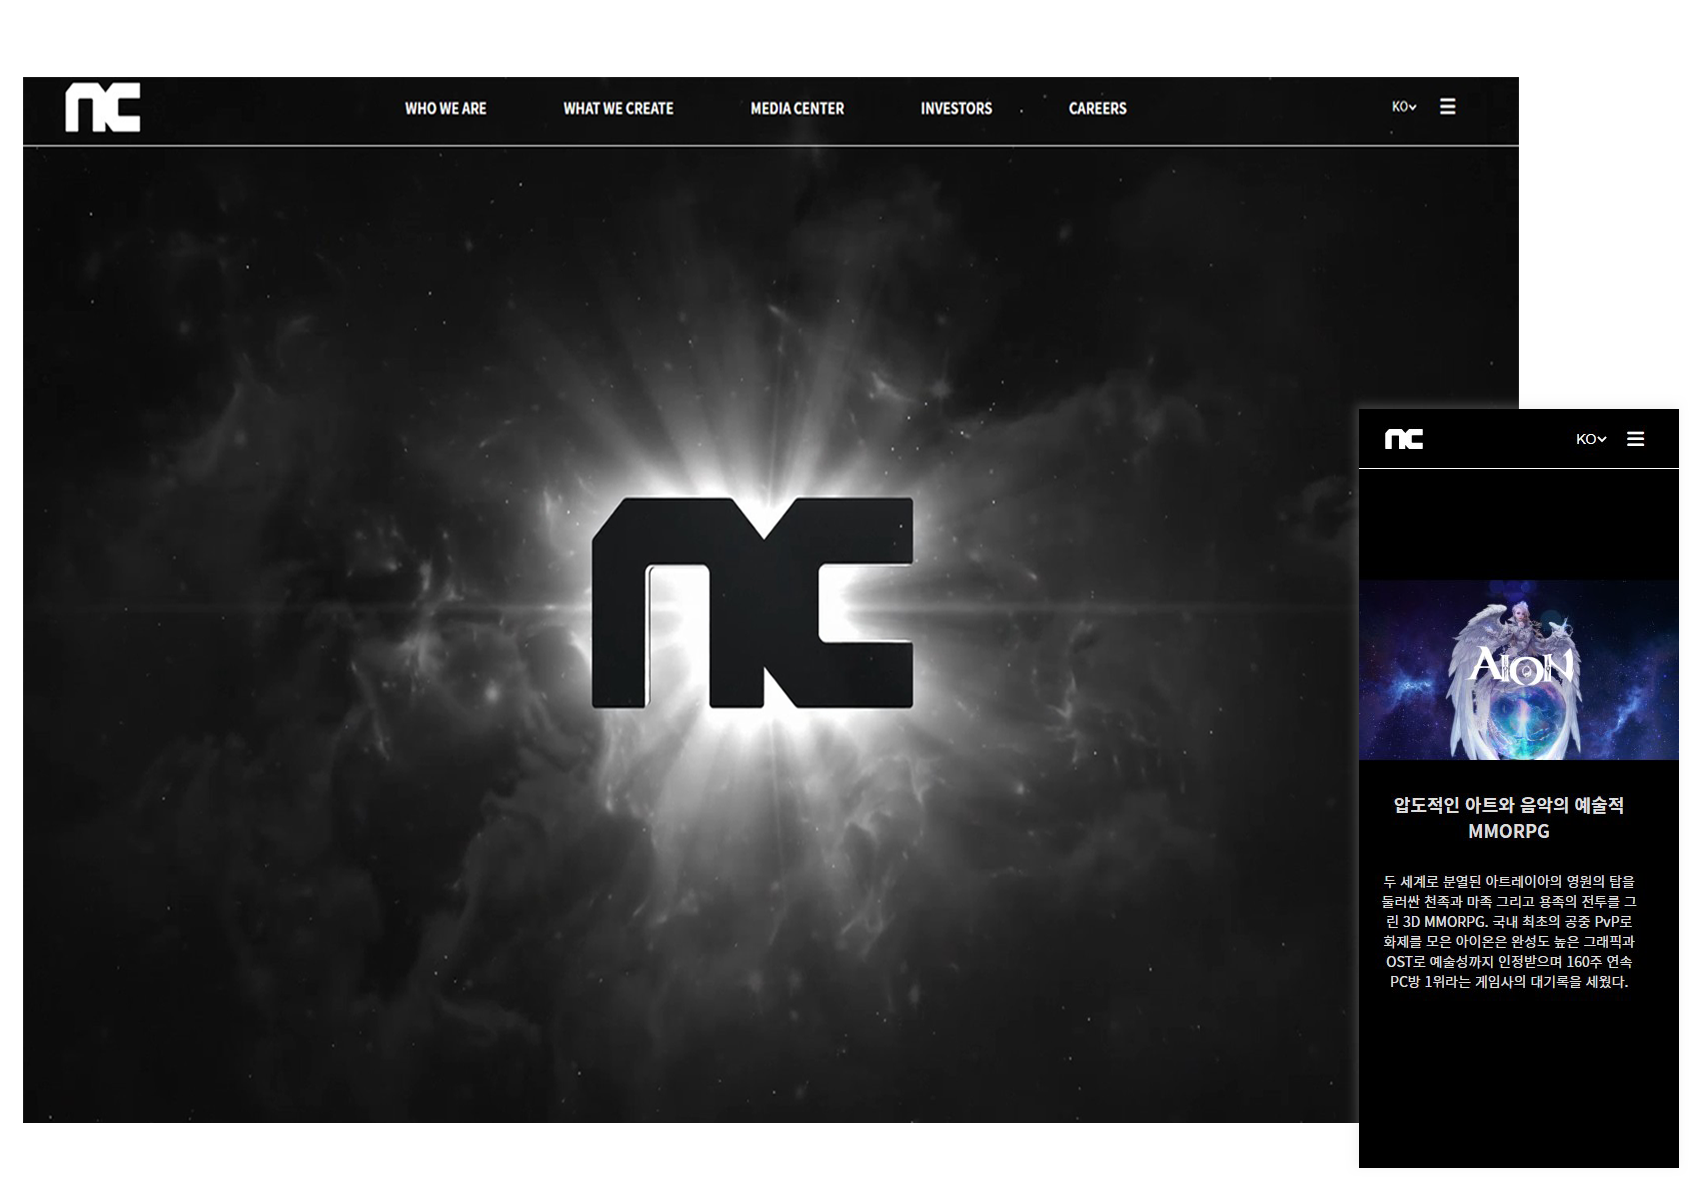 nc
WHO WE ARE
WHAT WE CREATE
MEDIA CENTER
INVESTORS
CAREERS
KO
nc
nc
KO
AION
압도적인 아트와 음악의 예술적
MMORPG
두 세계로 분열된 아트레이아의 영원의 탑을
둘러싼 천족과 마족 그리고 용족의 전투를 그
린 3D MMORPG. 국내 최초의 공중 PvP로
화제를 모은 아이온은 완성도 높은 그래픽과
OST로 예술성까지 인정받으며 160주 연속
PC방 1위라는 게임사의 대기록을 세웠다.